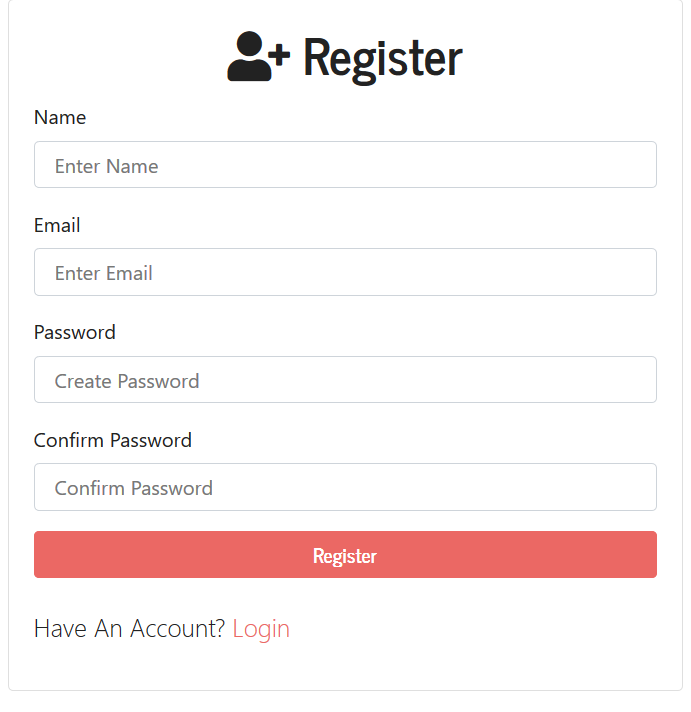 Register
Name
Enter Name
Email
Enter Email
Password
Create Password
Confirm Password
Confirm Password
Register
Have An Account? Login